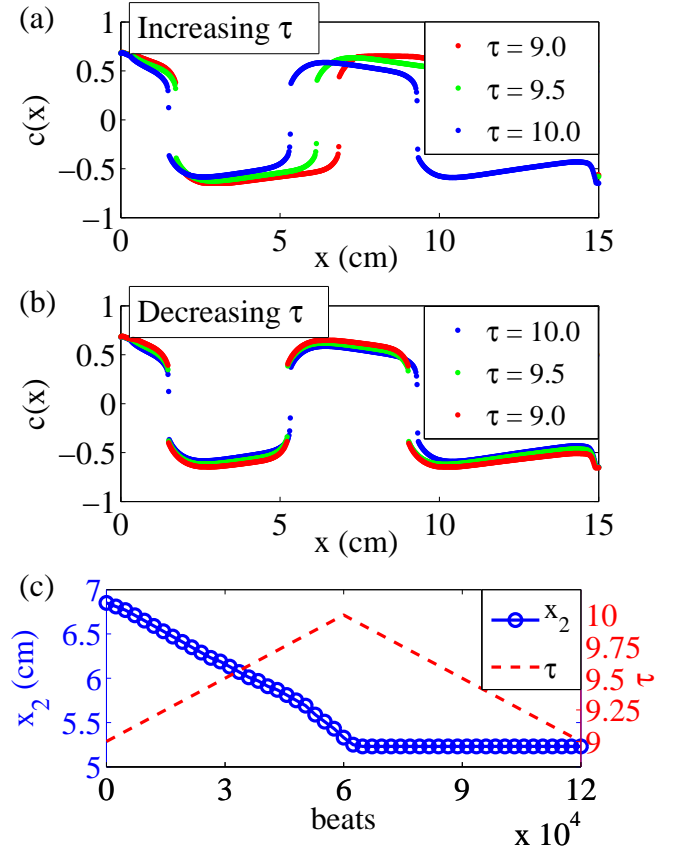 (a)
Increasing τ
τ = 9.0
τ = 9.5
τ = 10.0
c(x)
1
0.5
0
−0.5
−1
0 5 10 15
x (cm)
(b)
Decreasing τ
τ = 10.0
τ = 9.5
τ = 9.0
c(x)
1
0.5
0
−0.5
−1
0 5 10 15
x (cm)
(c)
x2
τ
x2 (cm)
7
6.5
6
5.5
5
10
9.75
9.5
9.25
9
τ
0 3 6 9 12
beats
x 10^4